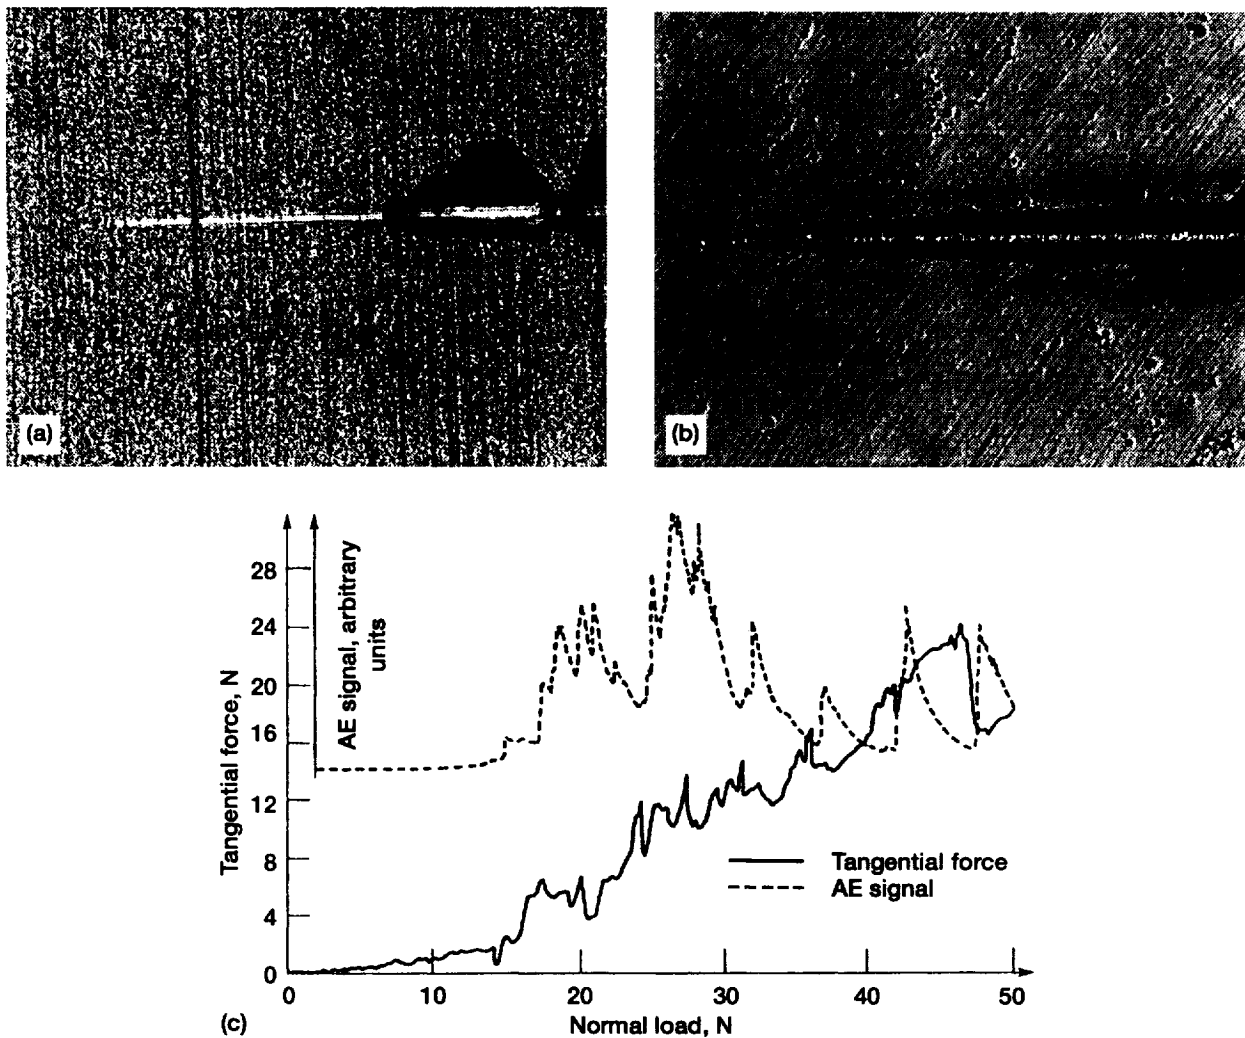 (a)
(b)
AE signal, arbitrary
units
Tangential force, N
28
24
20
16
12
8
4
0
Tangential force
AE signal
0
10
20
30
40
50
Normal load, N
(c)